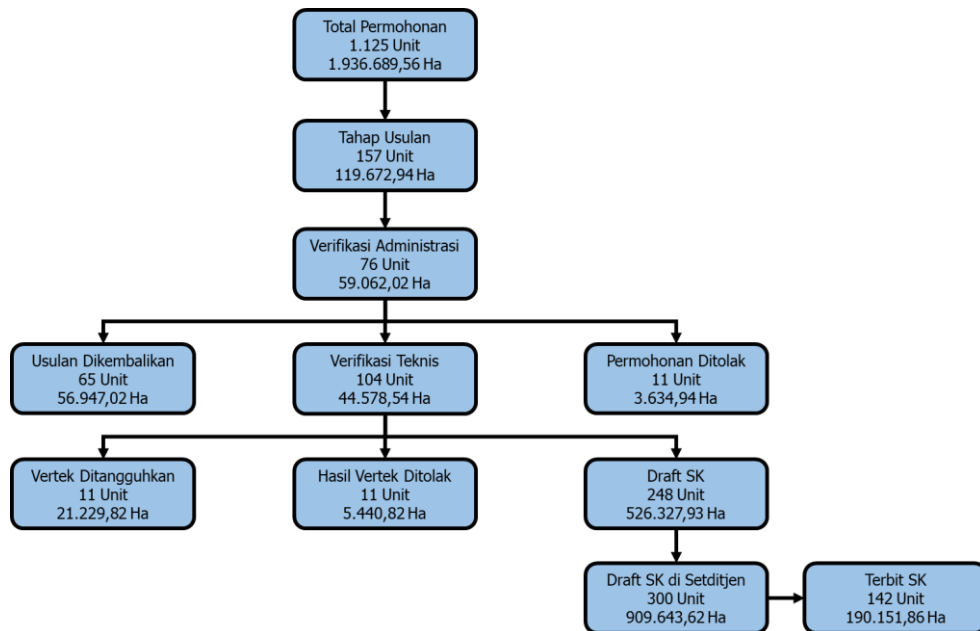 Total Permohonan
1.125 Unit
1.936.689,56 Ha
Tahap Usulan
157 Unit
119.672,94 Ha
Verifikasi Administrasi
76 Unit
59.062,02 Ha
Usulan Dikembalikan
65 Unit
56.947,02 Ha
Verifikasi Teknis
104 Unit
44.578,54 Ha
Permohonan Ditolak
11 Unit
3.634,94 Ha
Vertek Ditangguhkan
11 Unit
21.229,82 Ha
Hasil Vertek Ditolak
11 Unit
5.440,82 Ha
Draft SK
248 Unit
526.327,93 Ha
Draft SK di Setditjen
300 Unit
909.643,62 Ha
Terbit SK
142 Unit
190.151,86 Ha